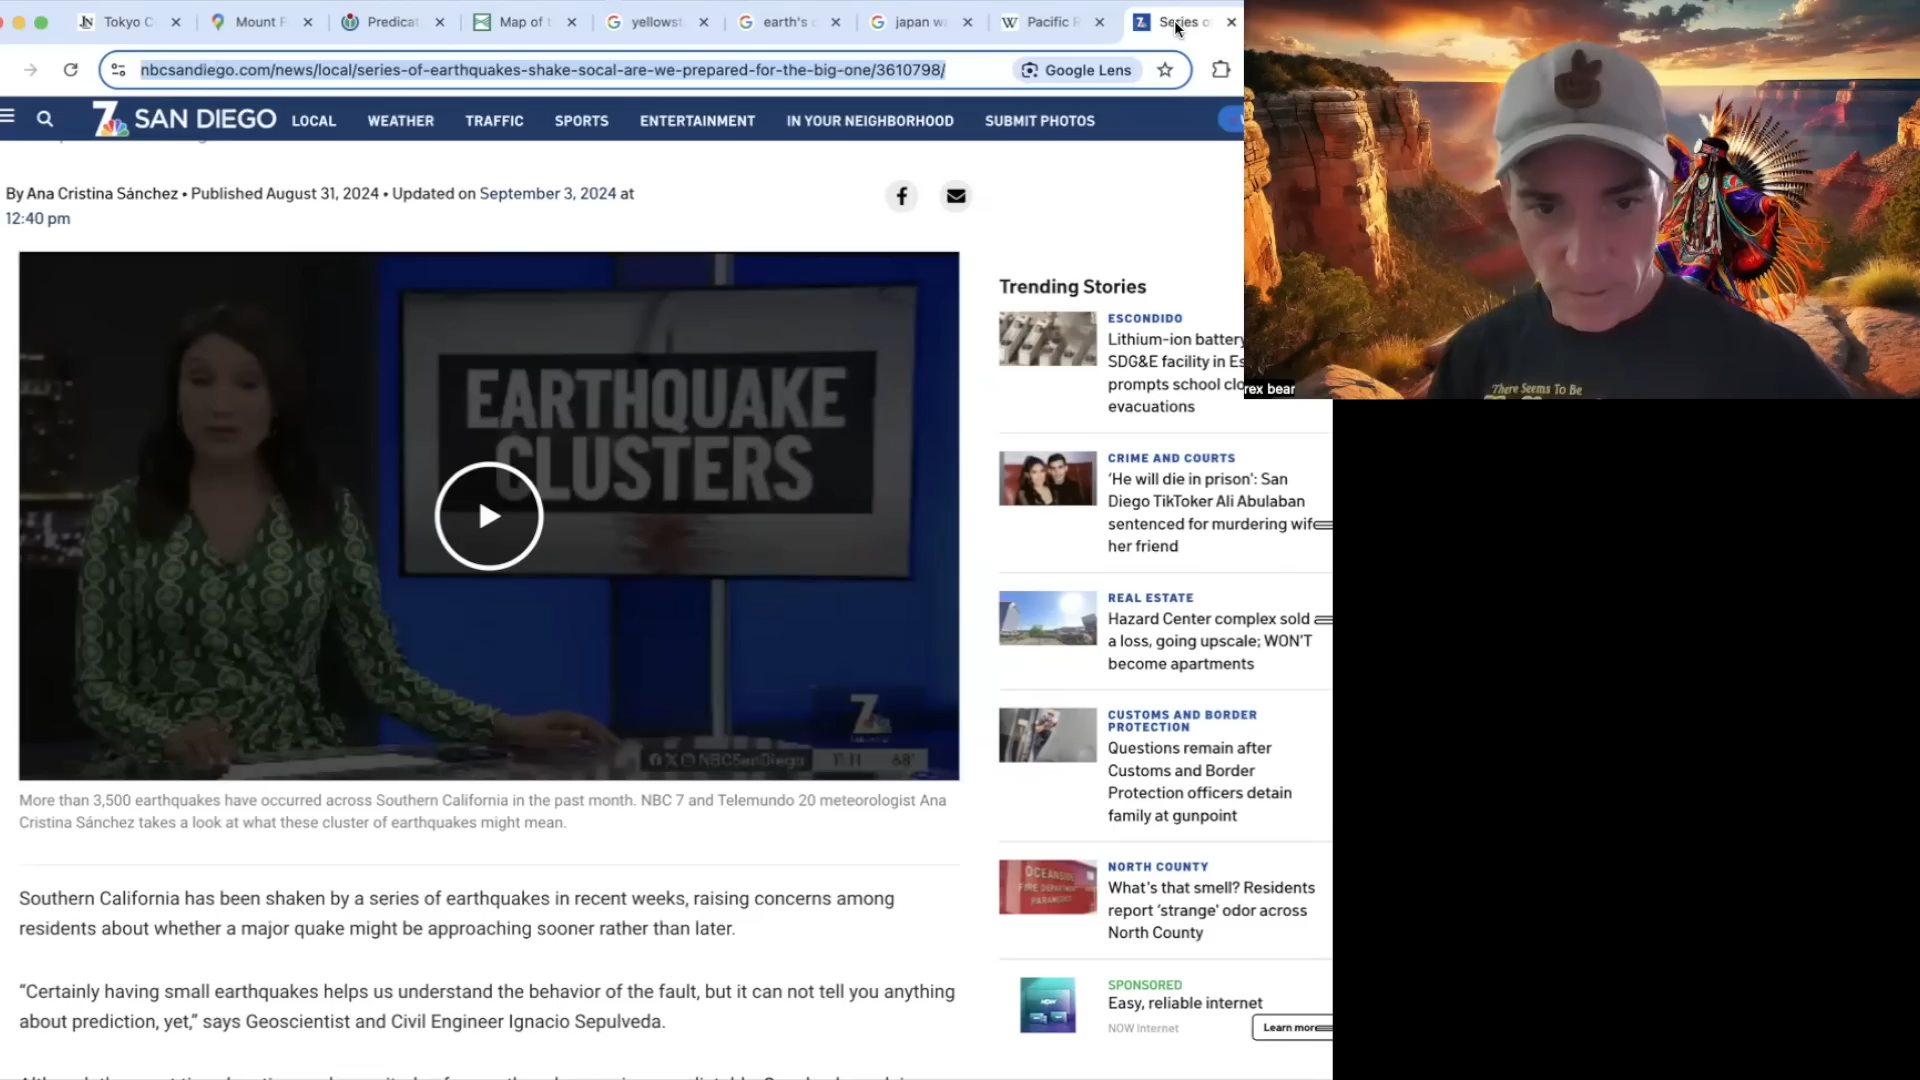 Tokyo C
Mount F
Predicat
Map of t
yellowst
earth's
japan wa
Pacific R
Series o
nbcsandiego.com/news/local/series-of-earthquakes-shake-socal-are-we-prepared-for-the-big-one/3610798/
Google Lens
7 SAN DIEGO
LOCAL
WEATHER
TRAFFIC
SPORTS
ENTERTAINMENT
IN YOUR NEIGHBORHOOD
SUBMIT PHOTOS
By Ana Cristina Sánchez • Published August 31, 2024 • Updated on September 3, 2024 at
12:40 pm
EARTHQUAKE
CLUSTERS
NBCSanDiego
11:11 68°
More than 3,500 earthquakes have occurred across Southern California in the past month. NBC 7 and Telemundo 20 meteorologist Ana
Cristina Sánchez takes a look at what these cluster of earthquakes might mean.
Southern California has been shaken by a series of earthquakes in recent weeks, raising concerns among
residents about whether a major quake might be approaching sooner rather than later.
“Certainly having small earthquakes helps us understand the behavior of the fault, but it can not tell you anything
about prediction, yet,” says Geoscientist and Civil Engineer Ignacio Sepulveda.
Trending Stories
ESCONDIDO
Lithium-ion battery
SDG&E facility in Es
prompts school clo
evacuations
CRIME AND COURTS
‘He will die in prison’: San
Diego TikToker Ali Abulaban
sentenced for murdering wife
her friend
REAL ESTATE
Hazard Center complex sold
a loss, going upscale; WON'T
become apartments
CUSTOMS AND BORDER
PROTECTION
Questions remain after
Customs and Border
Protection officers detain
family at gunpoint
OCEANSIDE
FIRE DEPARTMENT
PARAMEDICS
NORTH COUNTY
What's that smell? Residents
report ‘strange’ odor across
North County
NOW
SPONSORED
Easy, reliable internet
NOW Internet
Learn more
rex bear
There Seems To Be